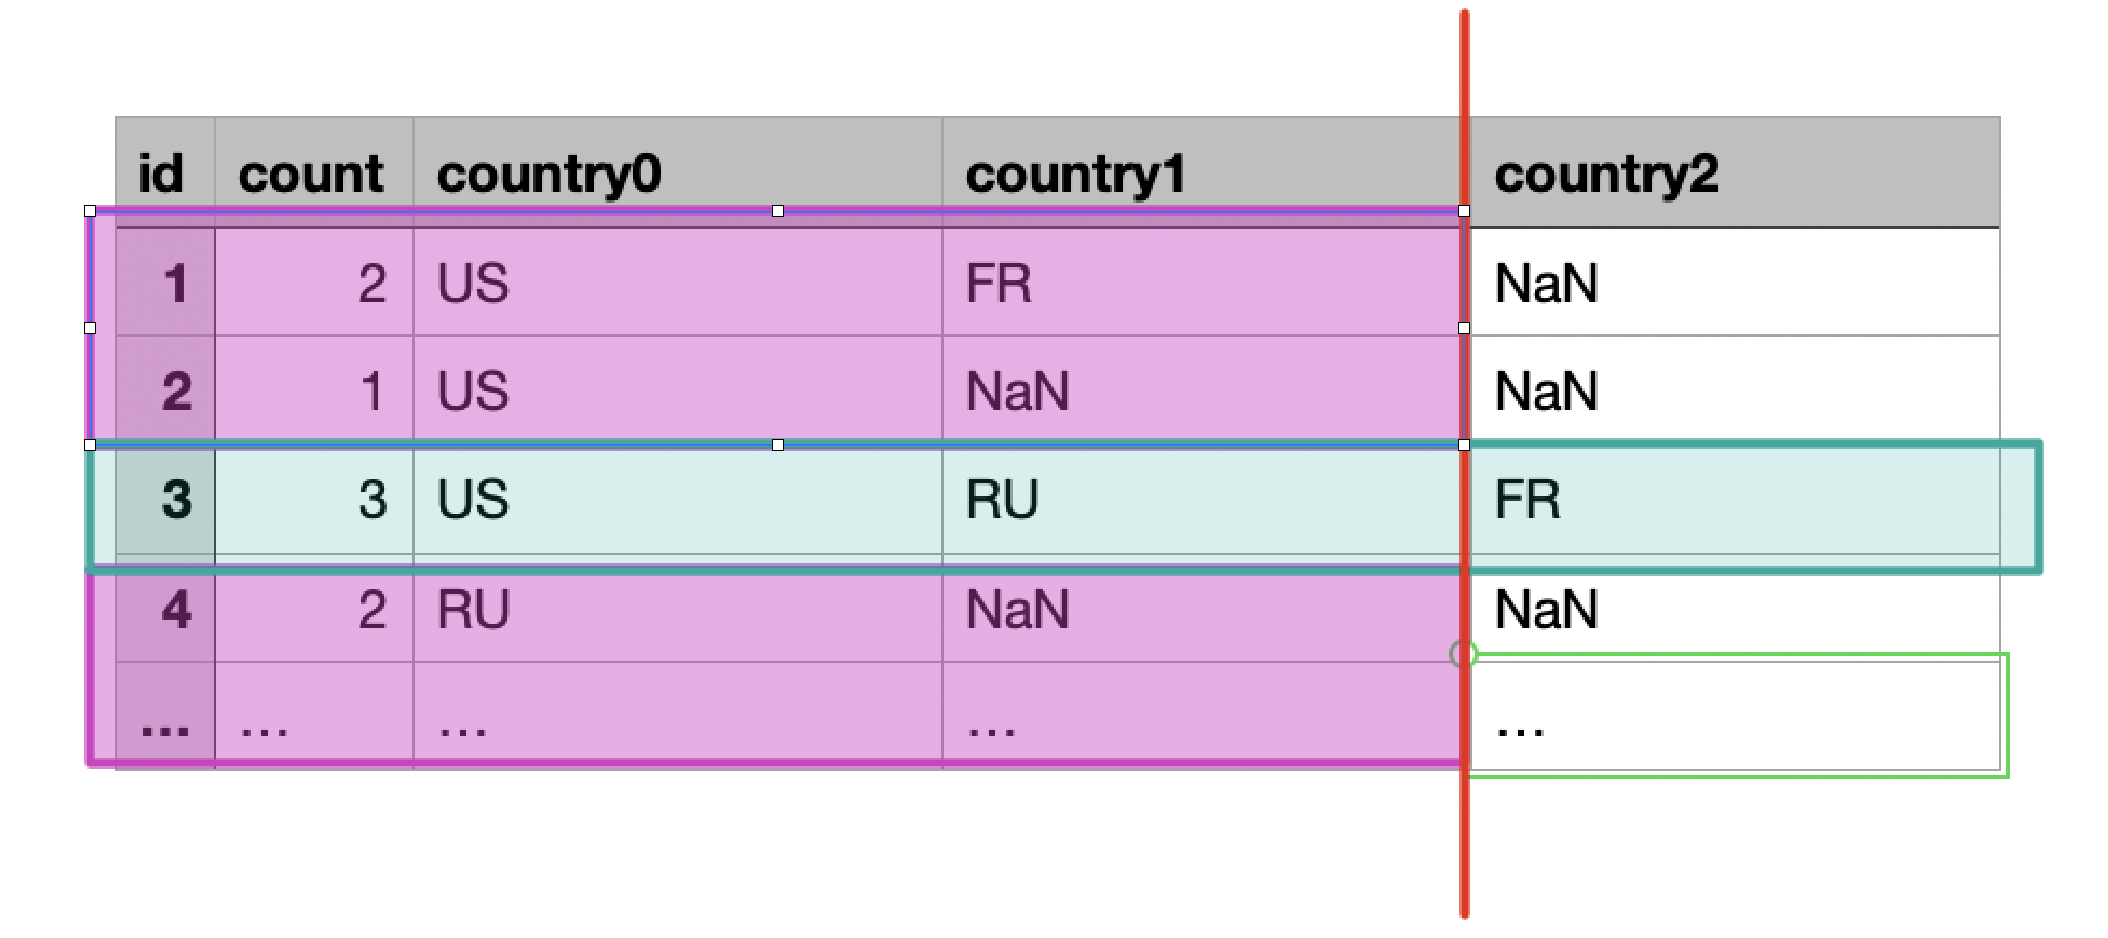 id count country0 country1 country2
1 2 US FR NaN
2 1 US NaN NaN
3 3 US RU FR
4 2 RU NaN NaN
... ... ... ... ...